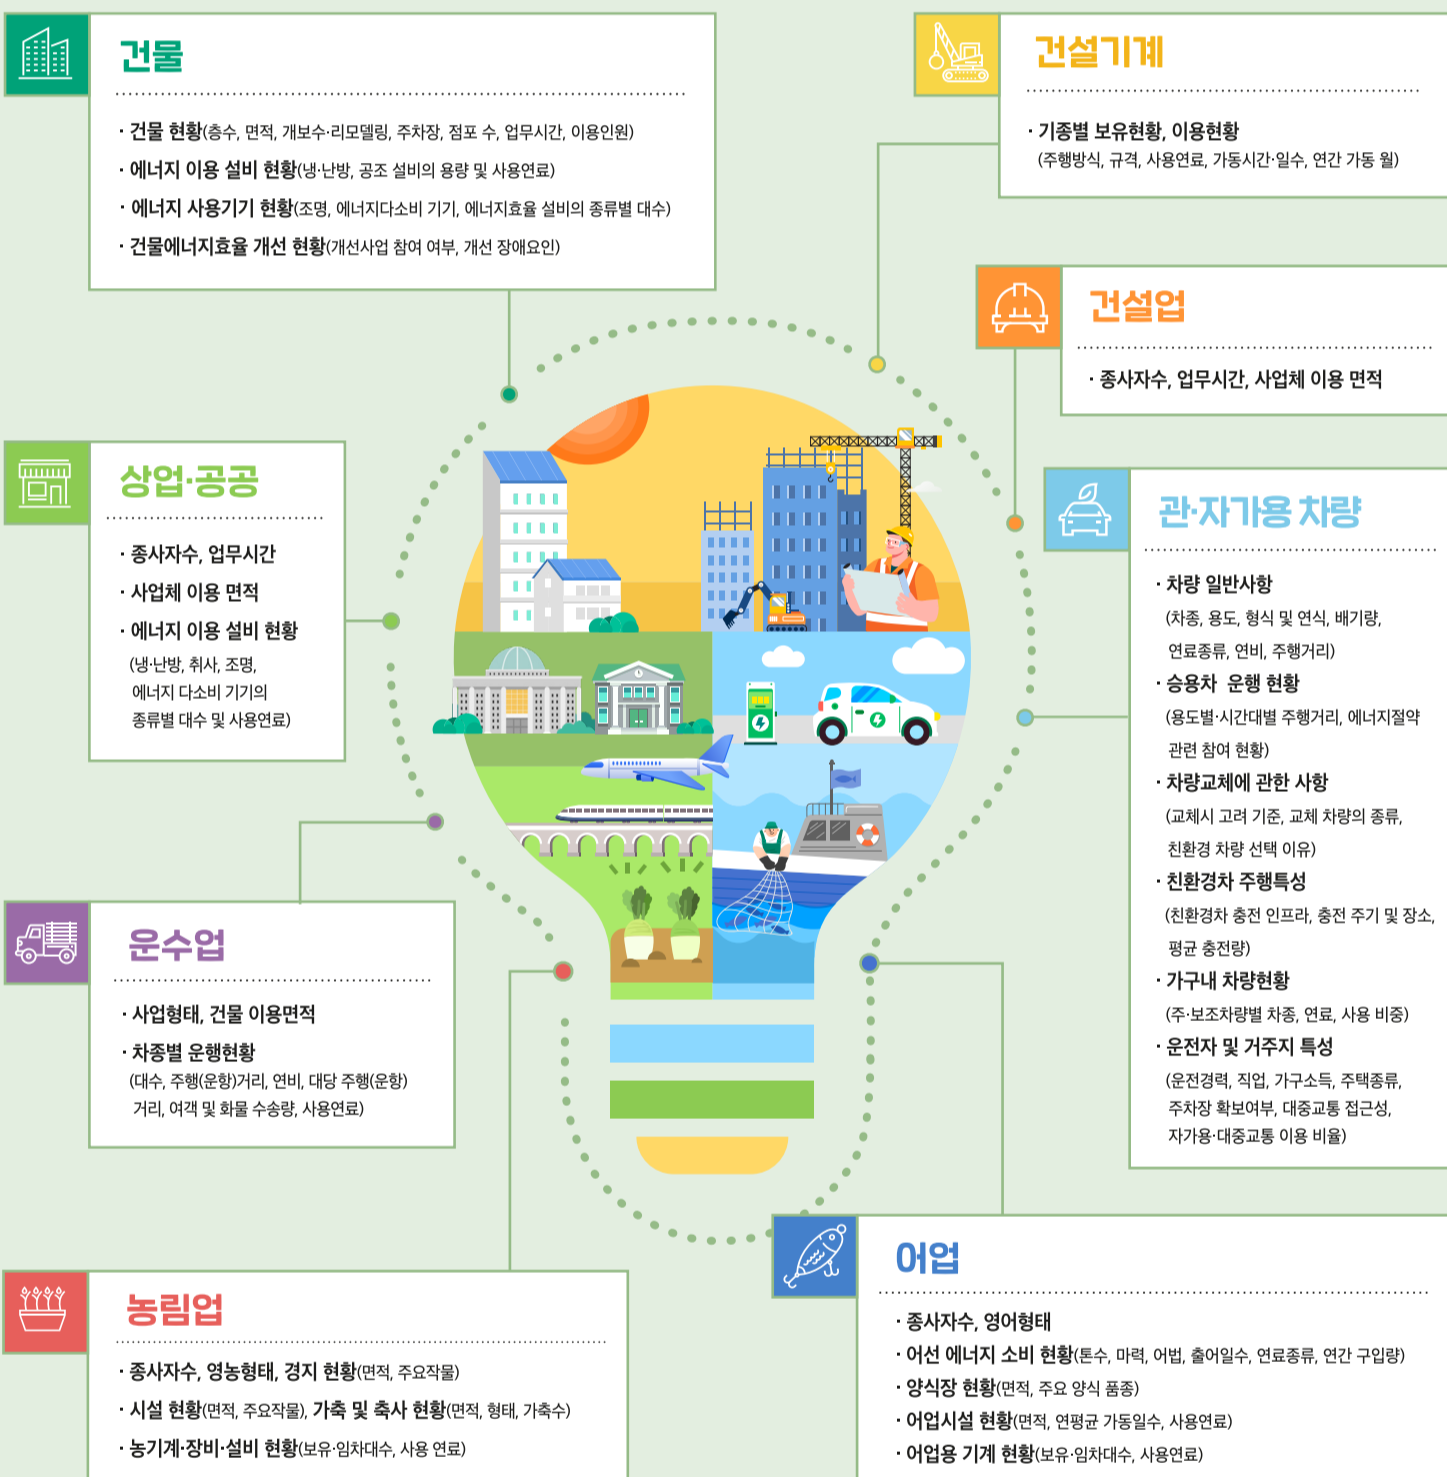 건물
· 건물 현황(층수, 면적, 개보수·리모델링, 주차장, 점포 수, 업무시간, 이용인원)
· 에너지 이용 설비 현황(냉·난방, 공조 설비의 용량 및 사용연료)
· 에너지 사용기기 현황(조명, 에너지다소비 기기, 에너지효율 설비의 종류별 대수)
· 건물에너지효율 개선 현황(개선사업 참여 여부, 개선 장애요인)
건설기계
· 기종별 보유현황, 이용현황
(주행방식, 규격, 사용연료, 가동시간·일수, 연간 가동 월)
건설업
· 종사자수, 업무시간, 사업체 이용 면적
상업·공공
· 종사자수, 업무시간
· 사업체 이용 면적
· 에너지 이용 설비 현황
(냉·난방, 취사, 조명,
에너지 다소비 기기의
종류별 대수 및 사용연료)
관·자가용 차량
· 차량 일반사항
(차종, 용도, 형식 및 연식, 배기량,
연료종류, 연비, 주행거리)
· 승용차 운행 현황
(용도별·시간대별 주행거리, 에너지절약
관련 참여 현황)
· 차량교체에 관한 사항
(교체시 고려 기준, 교체 차량의 종류,
친환경 차량 선택 이유)
· 친환경차 주행특성
(친환경차 충전 인프라, 충전 주기 및 장소,
평균 충전량)
· 가구내 차량현황
(주·보조차량별 차종, 연료, 사용 비중)
· 운전자 및 거주지 특성
(운전경력, 직업, 가구소득, 주택종류,
주차장 확보여부, 대중교통 접근성,
자가용·대중교통 이용 비율)
운수업
· 사업형태, 건물 이용면적
· 차종별 운행현황
(대수, 주행(운항)거리, 연비, 대당 주행(운항)
거리, 여객 및 화물 수송량, 사용연료)
농림업
· 종사자수, 영농형태, 경지 현황(면적, 주요작물)
· 시설 현황(면적, 주요작물), 가축 및 축사 현황(면적, 형태, 가축수)
· 농기계·장비·설비 현황(보유·임차대수, 사용 연료)
어업
· 종사자수, 영어형태
· 어선 에너지 소비 현황(톤수, 마력, 어법, 출어일수, 연료종류, 연간 구입량)
· 양식장 현황(면적, 주요 양식 품종)
· 어업시설 현황(면적, 연평균 가동일수, 사용연료)
· 어업용 기계 현황(보유·임차대수, 사용연료)